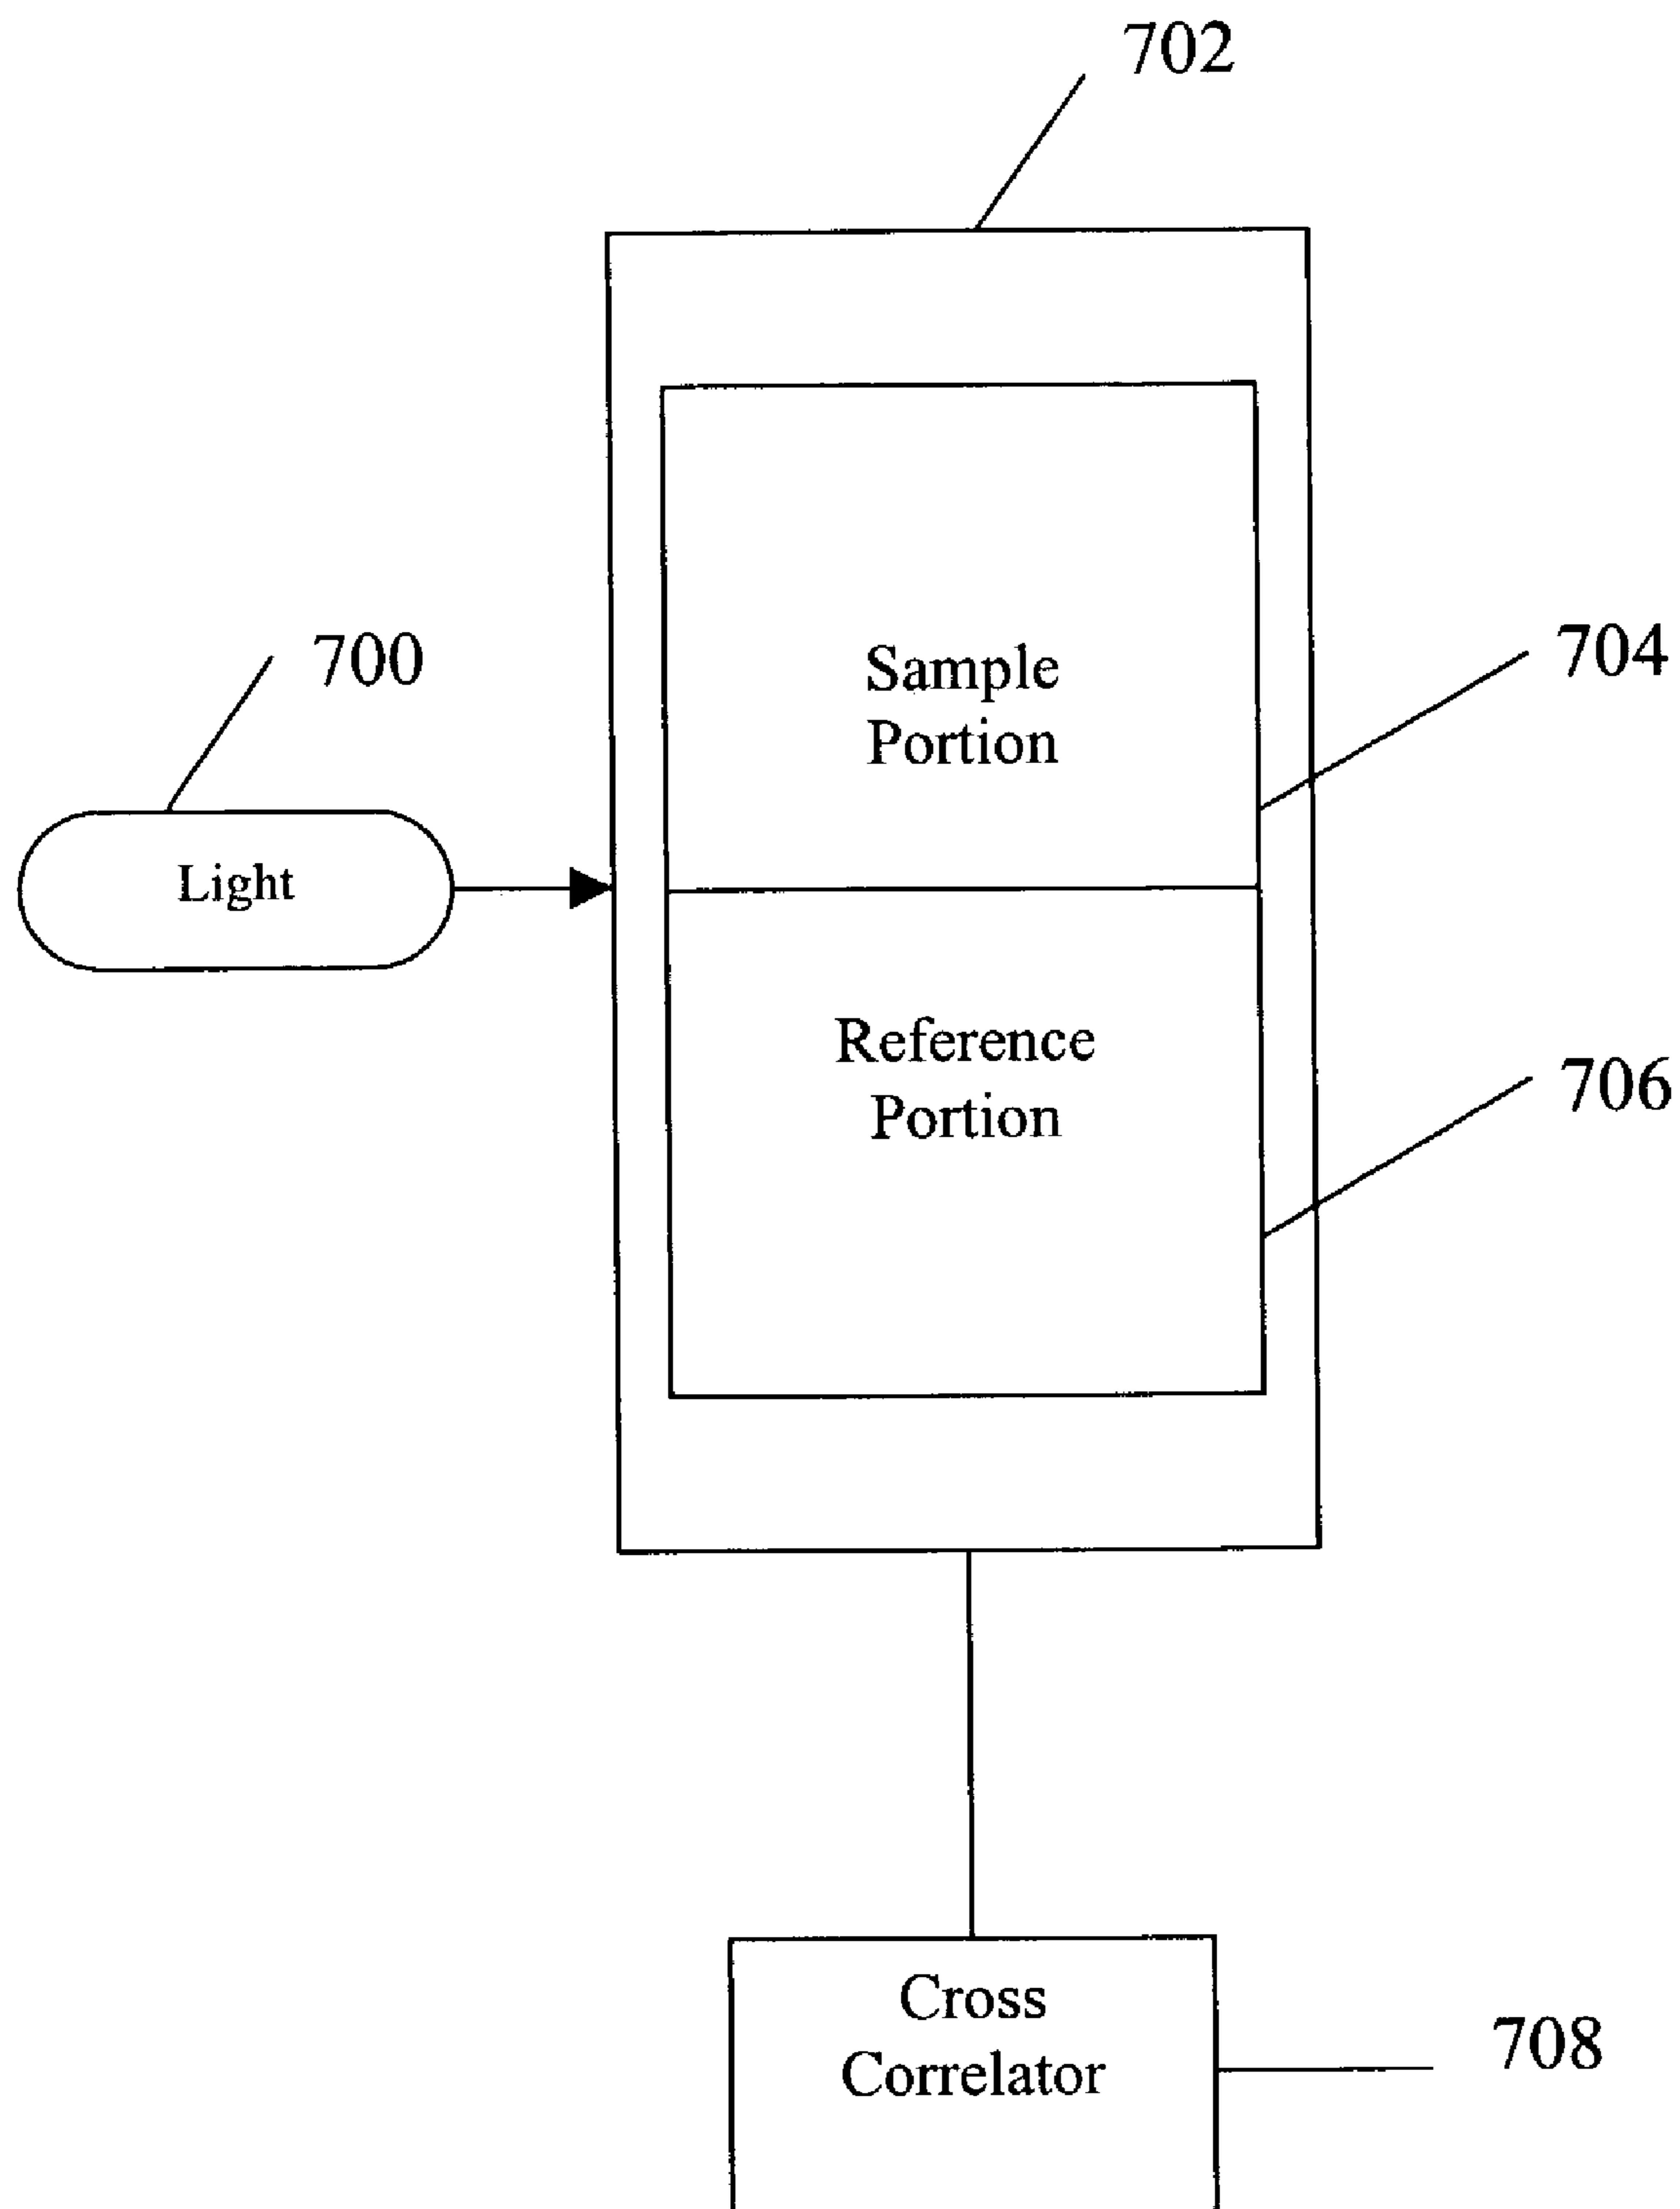 702
700
Sample
Portion
704
Light
Reference
Portion
706
Cross
Correlator
708